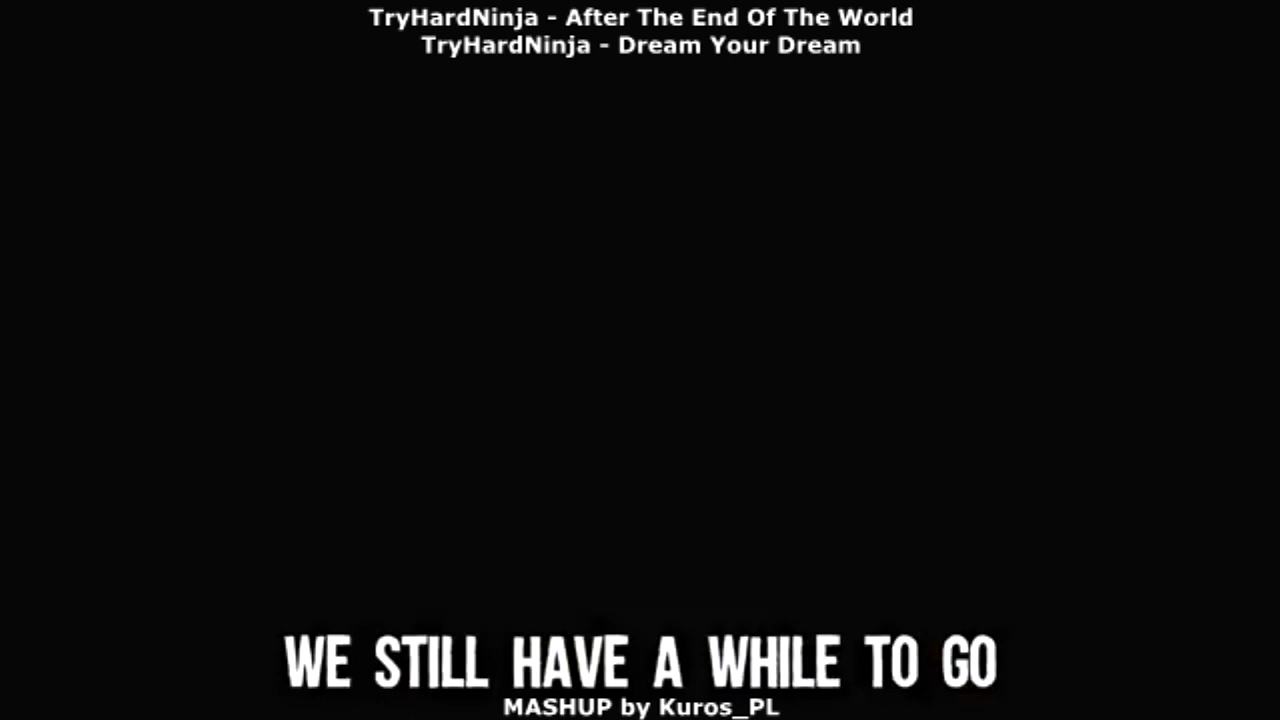 TryHardNinja - After The End Of The World
TryHardNinja - Dream Your Dream
WE STILL HAVE A WHILE TO GO
MASHUP by Kuros_PL